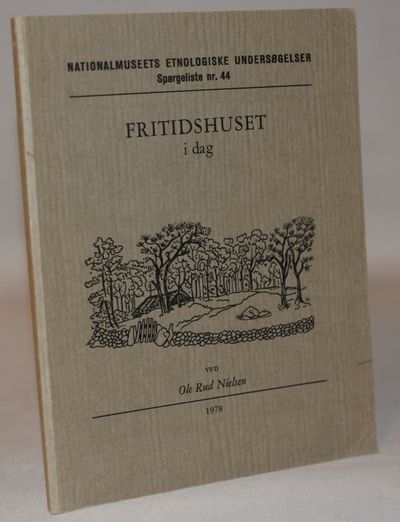 NATIONALMUSEETS ETNOLOGISKE UNDERSØGELSER
Spørgeliste nr. 44
FRITIDSHUSET
i dag
VED
Ole Rud Nielsen
1978